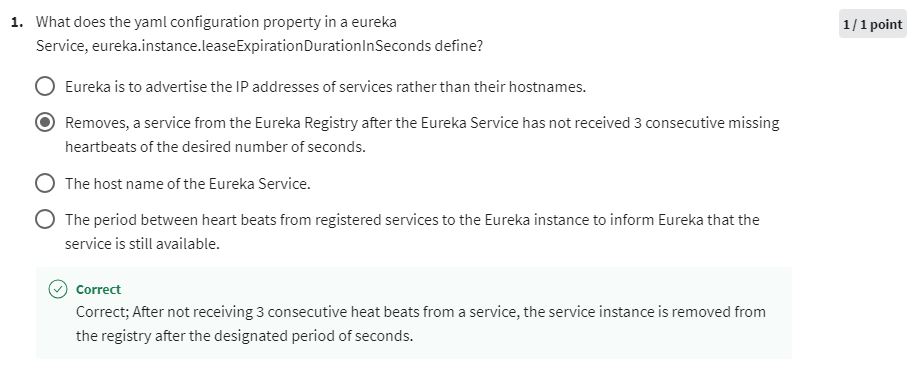 1. What does the yaml configuration property in a eureka
Service, eureka.instance.leaseExpirationDurationInSeconds define?
1 / 1 point
Eureka is to advertise the IP addresses of services rather than their hostnames.
Removes, a service from the Eureka Registry after the Eureka Service has not received 3 consecutive missing
heartbeats of the desired number of seconds.
The host name of the Eureka Service.
The period between heart beats from registered services to the Eureka instance to inform Eureka that the
service is still available.
Correct
Correct; After not receiving 3 consecutive heat beats from a service, the service instance is removed from
the registry after the designated period of seconds.